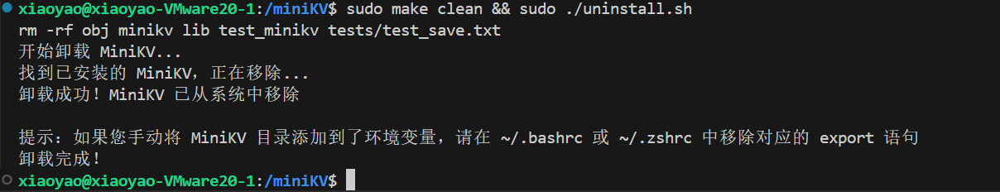 xiaoyao@xiaoyao-VMware20-1:/miniKV$ sudo make clean && sudo ./uninstall.sh
rm -rf obj minikv lib test_minikv tests/test_save.txt
开始卸载 MiniKV...
找到已安装的 MiniKV，正在移除...
卸载成功！MiniKV 已从系统中移除
提示：如果您手动将 MiniKV 目录添加到了环境变量，请在 ~/.bashrc 或 ~/.zshrc 中移除对应的 export 语句
卸载完成！
xiaoyao@xiaoyao-VMware20-1:/miniKV$